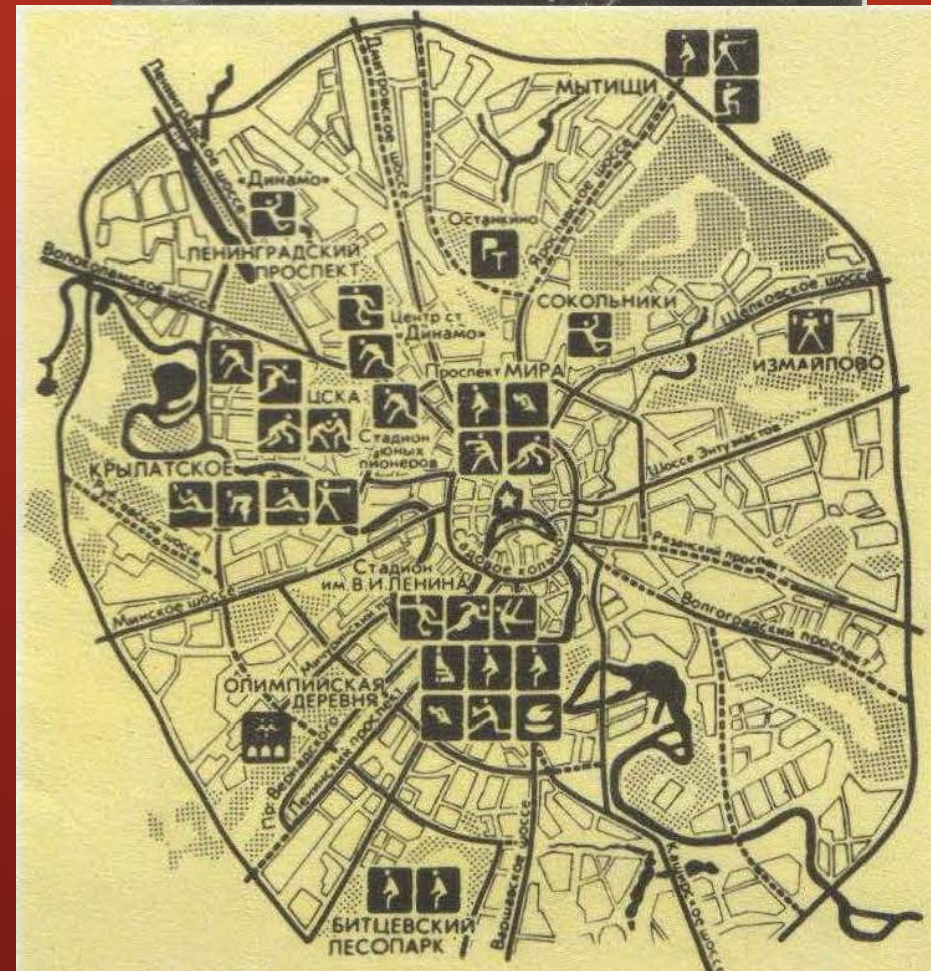 МЫТИЩИ
Ленинградское шоссе
Дмитровское шоссе
Ярославское шоссе
«Динамо»
ЛЕНИНГРАДСКИЙ
ПРОСПЕКТ
Останкино
Волоколамское шоссе
СОКОЛЬНИКИ
Щелковское шоссе
ИЗМАЙЛОВО
Центр ст.
«Динамо»
Проспект МИРА
ЦСКА
Стадион
юных
пионеров
Шоссе Энтузиастов
КРЫЛАТСКОЕ
шоссе
Садовое кольцо
Рязанский проспект
Минское шоссе
Стадион
им. В.И.ЛЕНИНА
Волгоградский проспект
ОЛИМПИЙСКАЯ
ДЕРЕВНЯ
Пр. Вернадского
Ленинский проспект
БИТЦЕВСКИЙ
ЛЕСОПАРК
Варшавское шоссе
Каширское шоссе